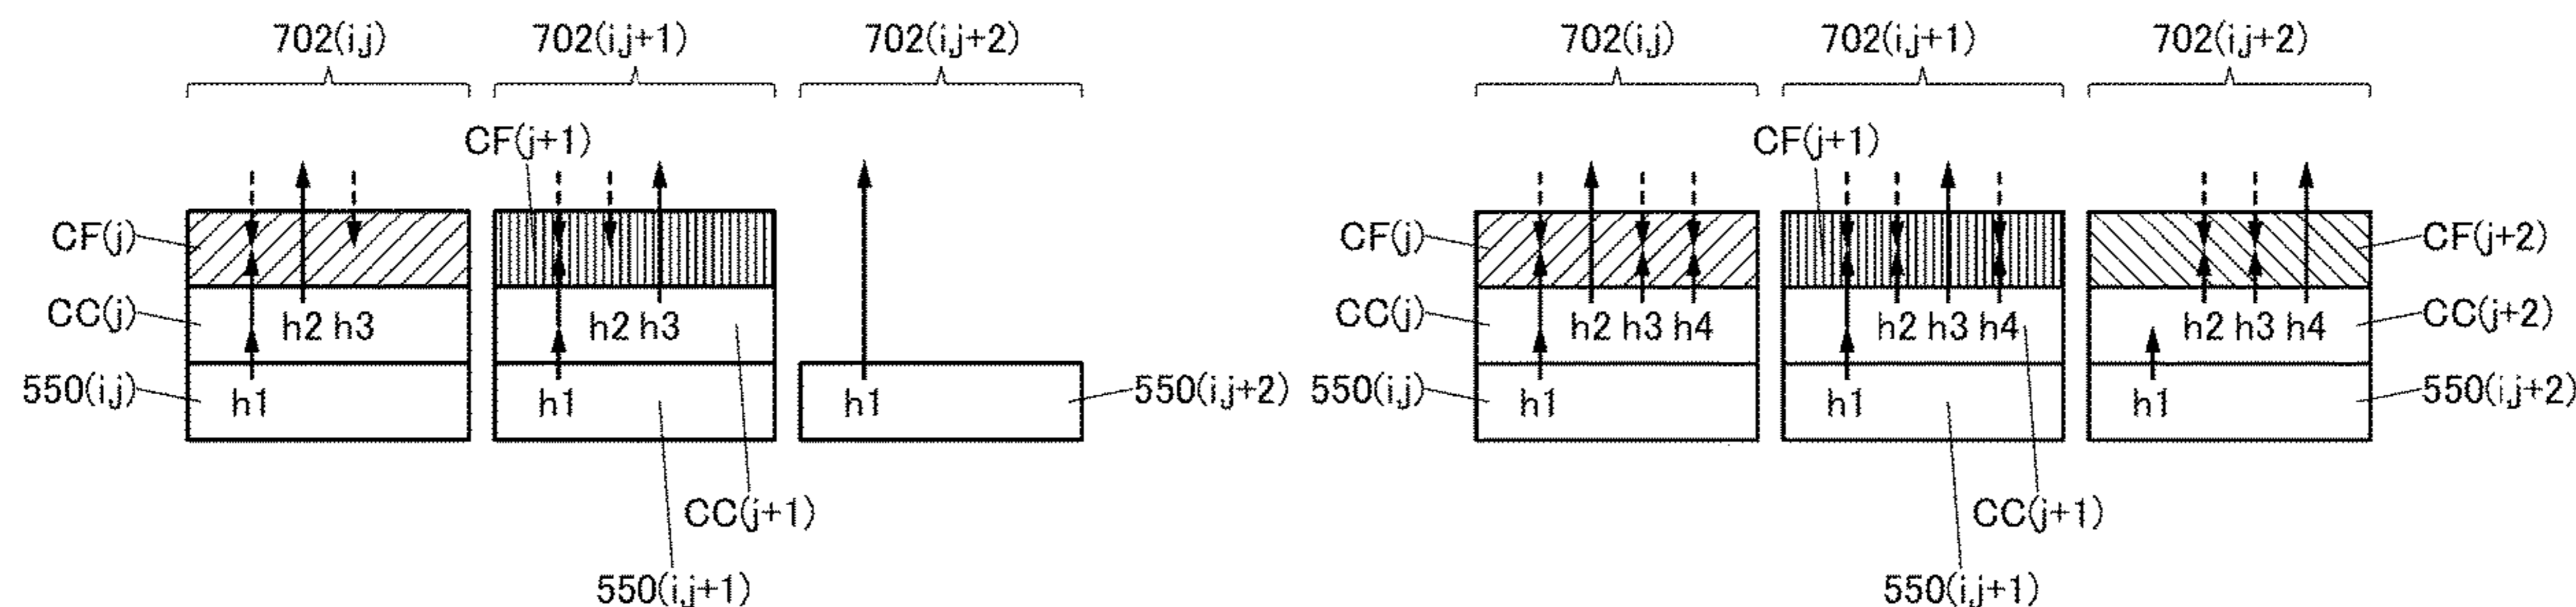 702(i,j) 702(i,j+1) 702(i,j+2) 702(i,j) 702(i,j+1) 702(i,j+2)
CF(j+1) CF(j+1)
CF(j) CF(j) CF(j+2)
CC(j) h2 h3 h2 h3 CC(j) h2 h3 h4 h2 h3 h4 h2 h3 h4 CC(j+2)
550(i,j) h1 h1 h1 550(i,j+2) 550(i,j) h1 h1 h1 550(i,j+2)
CC(j+1) CC(j+1)
550(i,j+1) 550(i,j+1)